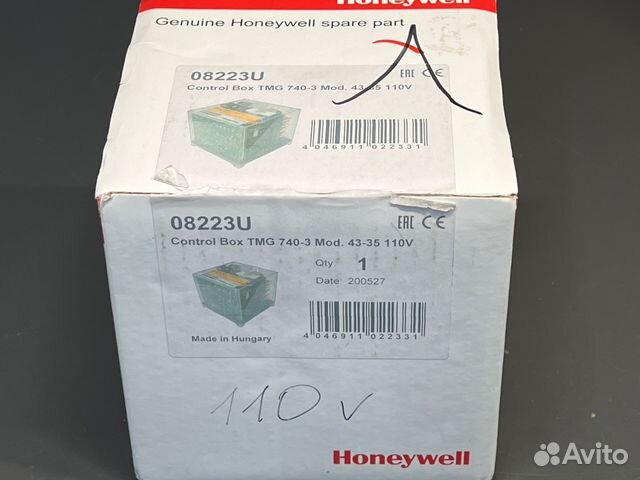 Honeywell
Genuine Honeywell spare part
08223U
EAC CE
Control Box TMG 740-3 Mod. 43-35 110V
4 046911 022331
08223U
EAC CE
Control Box TMG 740-3 Mod. 43-35 110V
Qty. 1
Date: 200527
Made in Hungary
4 046911 022331
110 v
Honeywell
Avito